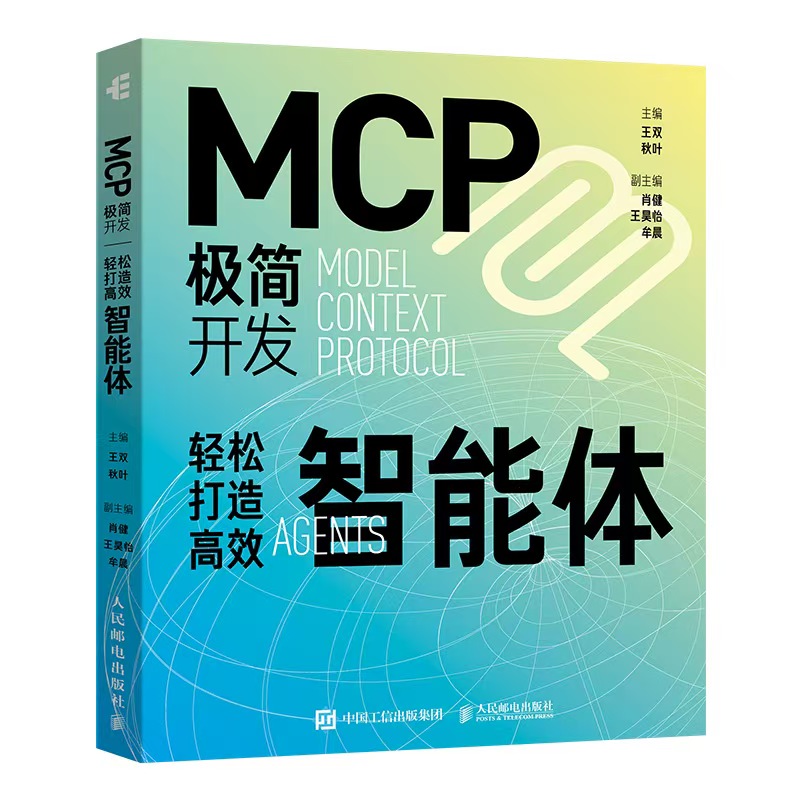 MCP
极简
开发
MODEL
CONTEXT
PROTOCOL
主编
王双
秋叶
副主编
肖健
王昊怡
牟晨
轻松
打造
高效
智能体
AGENTS
中国工信出版集团
人民邮电出版社
POSTS & TELECOM PRESS
MCP
极简
开发
轻松
打造
高效
智能体
主编
王双
秋叶
副主编
肖健
王昊怡
牟晨
人民邮电出版社